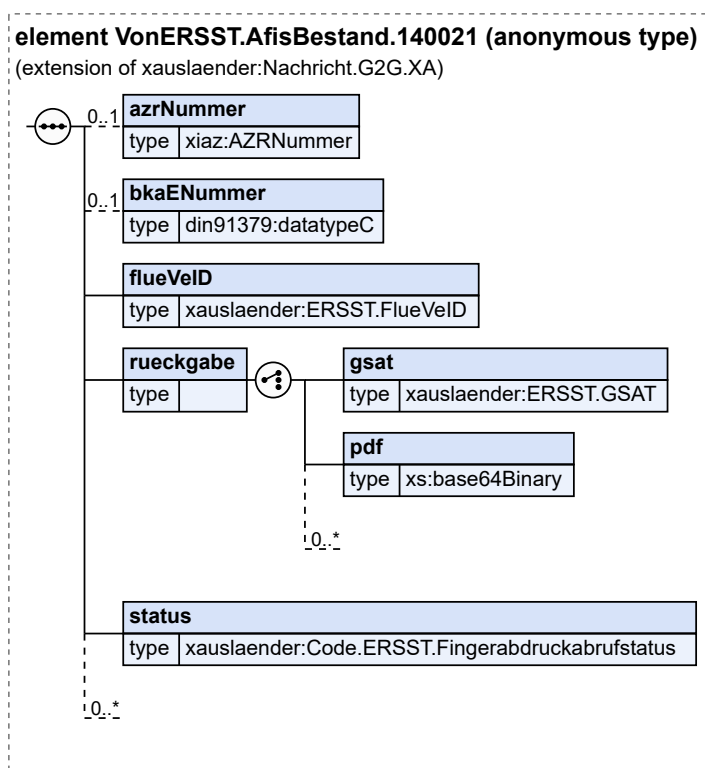 element VonERSST.AfisBestand.140021 (anonymous type)
(extension of xauslaender:Nachricht.G2G.XA)
0..1
azrNummer
type xiaz:AZRNummer
0..1
bkaENummer
type din91379:datatypeC
flueVeID
type xauslaender:ERSST.FlueVeID
rueckgabe
type
gsat
type xauslaender:ERSST.GSAT
pdf
type xs:base64Binary
0..*
status
type xauslaender:Code.ERSST.Fingerabdruckabrufstatus
0..*